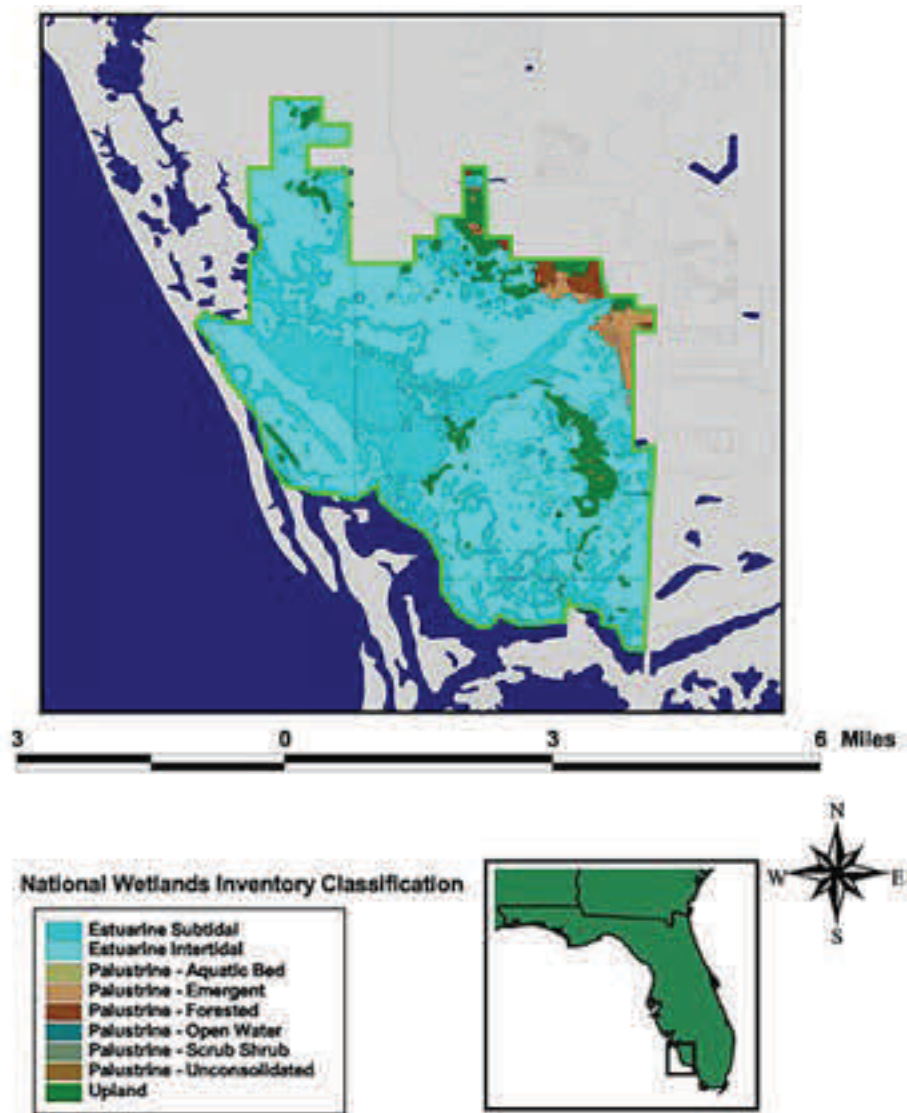 3 0 3 6 Miles
N
W E
S
National Wetlands Inventory Classification
Estuarine Subtidal
Estuarine Intertidal
Palustrine - Aquatic Bed
Palustrine - Emergent
Palustrine - Forested
Palustrine - Open Water
Palustrine - Scrub Shrub
Palustrine - Unconsolidated
Upland